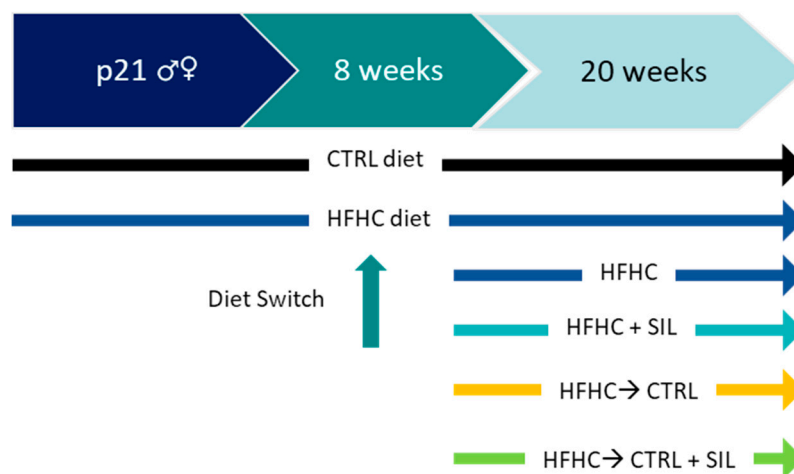 p21 ♂♀
8 weeks
20 weeks
CTRL diet
HFHC diet
Diet Switch
HFHC
HFHC + SIL
HFHC→ CTRL
HFHC→ CTRL + SIL